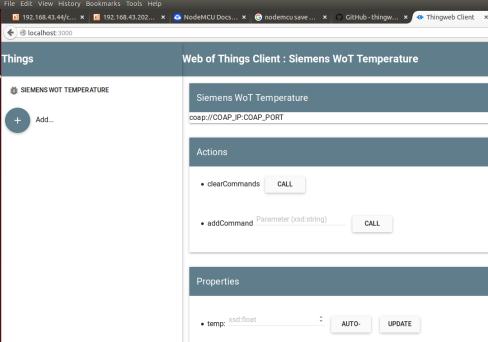 File Edit View History Bookmarks Tools Help
192.168.43.44/c... × 192.168.43.202... × NodeMCU Docs... × nodemcu save ... × GitHub - thingw... × Thingweb Client ×
localhost:3000
Things
Web of Things Client : Siemens WoT Temperature
SIEMENS WOT TEMPERATURE
+ Add...
Siemens WoT Temperature
coap://COAP_IP:COAP_PORT
Actions
• clearCommands CALL
• addCommand Parameter (xsd:string) CALL
Properties
• temp: xsd:float AUTO- UPDATE